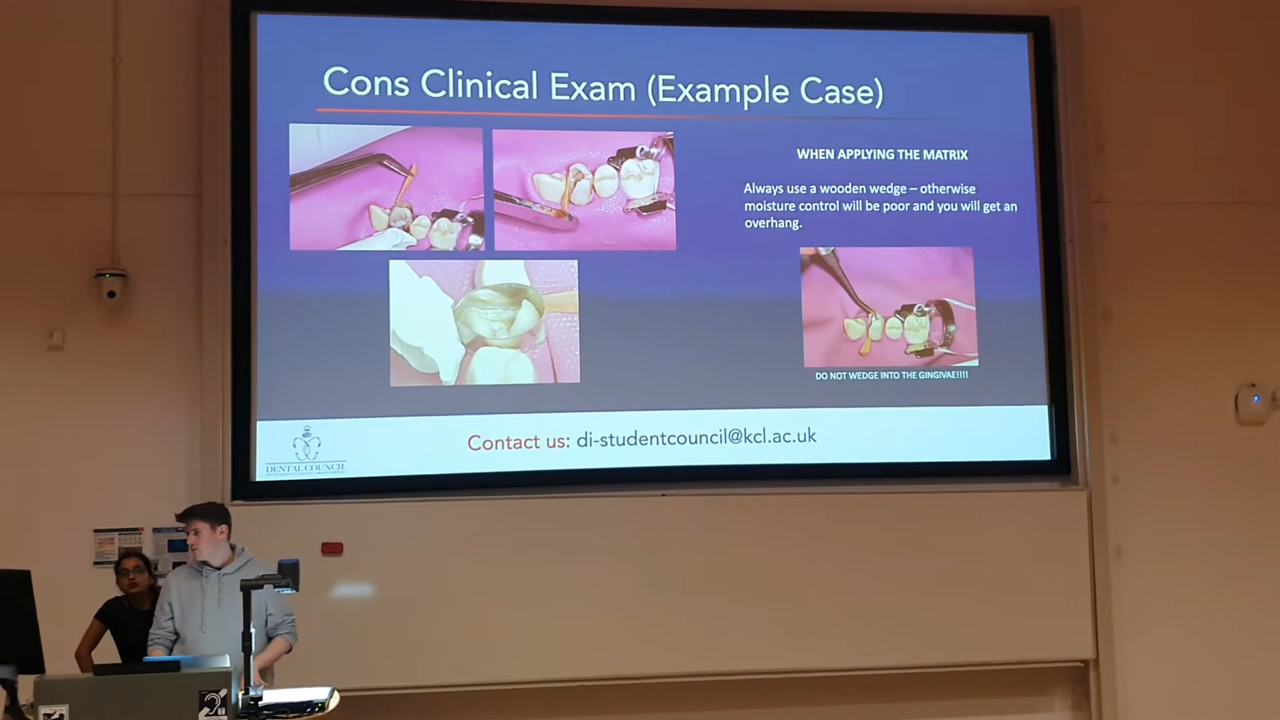 Cons Clinical Exam (Example Case)
WHEN APPLYING THE MATRIX
Always use a wooden wedge – otherwise
moisture control will be poor and you will get an
overhang.
DO NOT WEDGE INTO THE GINGIVAE!!!!
DENTAL COUNCIL
Contact us: di-studentcouncil@kcl.ac.uk
T